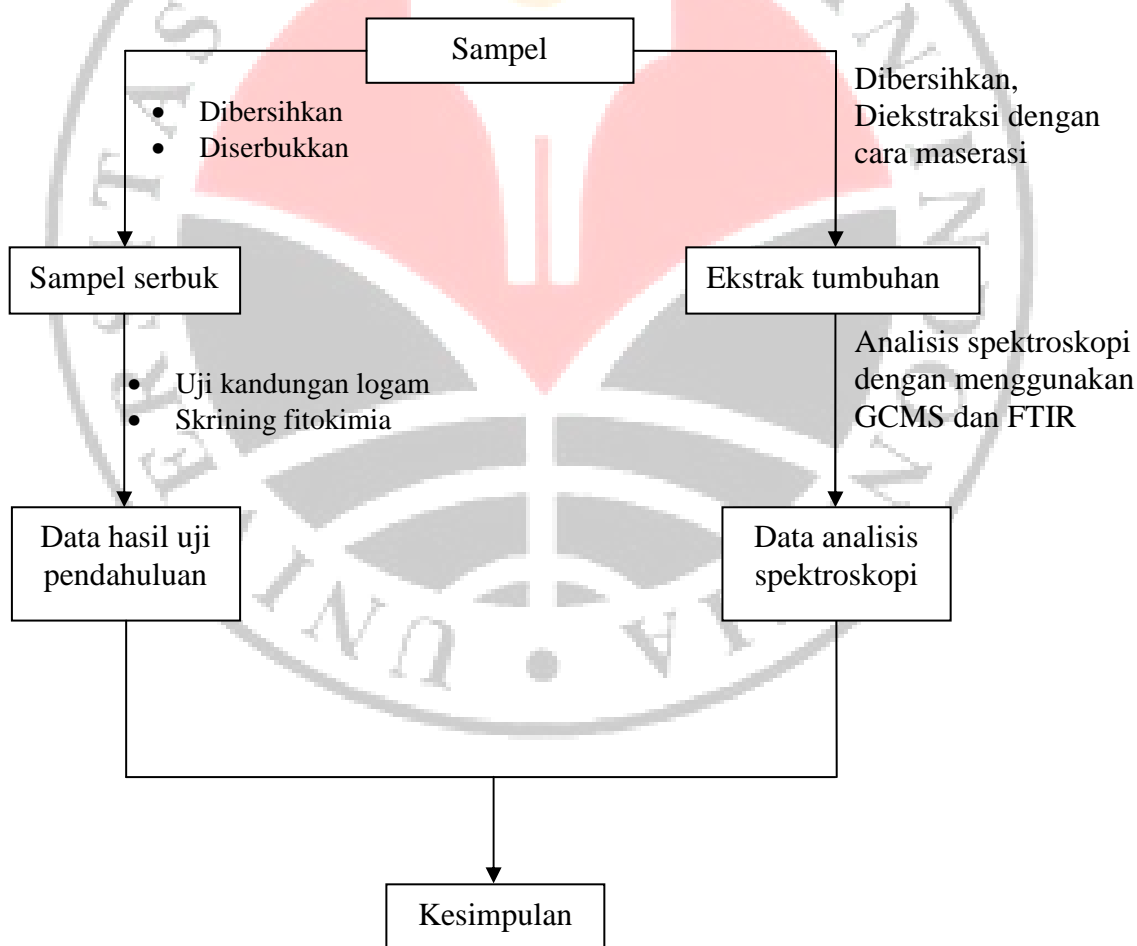 Sampel
• Dibersihkan
• Diserbukkan
Dibersihkan,
Diekstraksi dengan
cara maserasi
Sampel serbuk
Ekstrak tumbuhan
• Uji kandungan logam
• Skrining fitokimia
Analisis spektroskopi
dengan menggunakan
GCMS dan FTIR
Data hasil uji
pendahuluan
Data analisis
spektroskopi
Kesimpulan